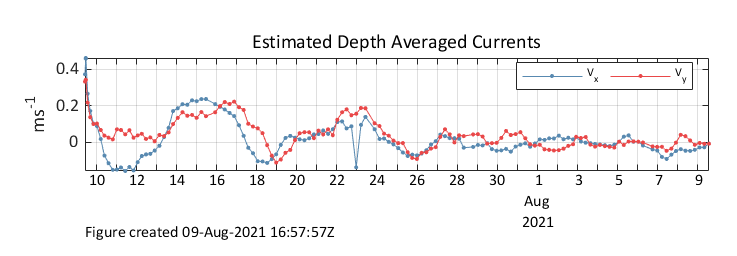 Estimated Depth Averaged Currents
0.4
0.2
0
ms-1
Vx
Vy
10 12 14 16 18 20 22 24 26 28 30 1 3 5 7 9
Aug
2021
Figure created 09-Aug-2021 16:57:57Z